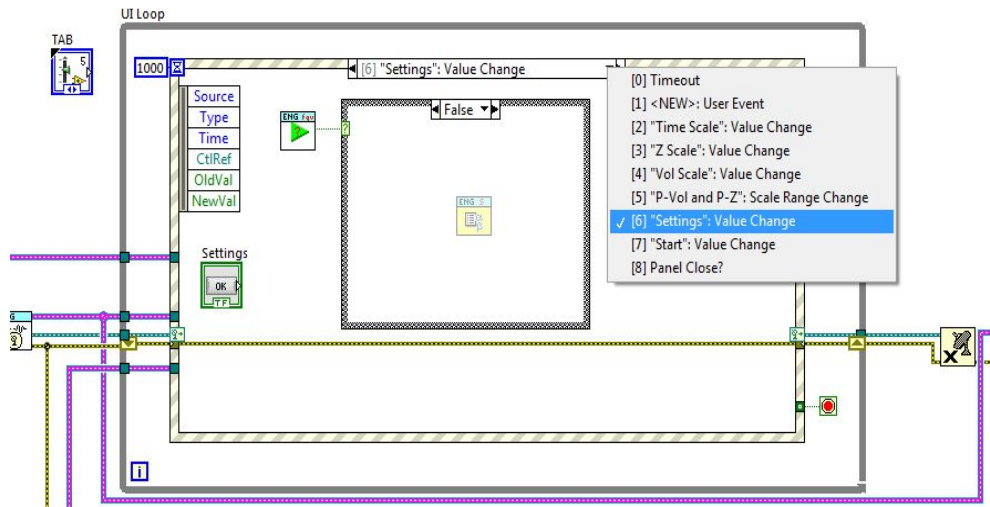 UI Loop
TAB
5
1000
[6] "Settings": Value Change
Source
Type
Time
CtlRef
OldVal
NewVal
ENG fgv
?
?
False
ENG S
Settings
OK
TF
[0] Timeout
[1] <NEW>: User Event
[2] "Time Scale": Value Change
[3] "Z Scale": Value Change
[4] "Vol Scale": Value Change
[5] "P-Vol and P-Z": Scale Range Change
✓ [6] "Settings": Value Change
[7] "Start": Value Change
[8] Panel Close?
X
i